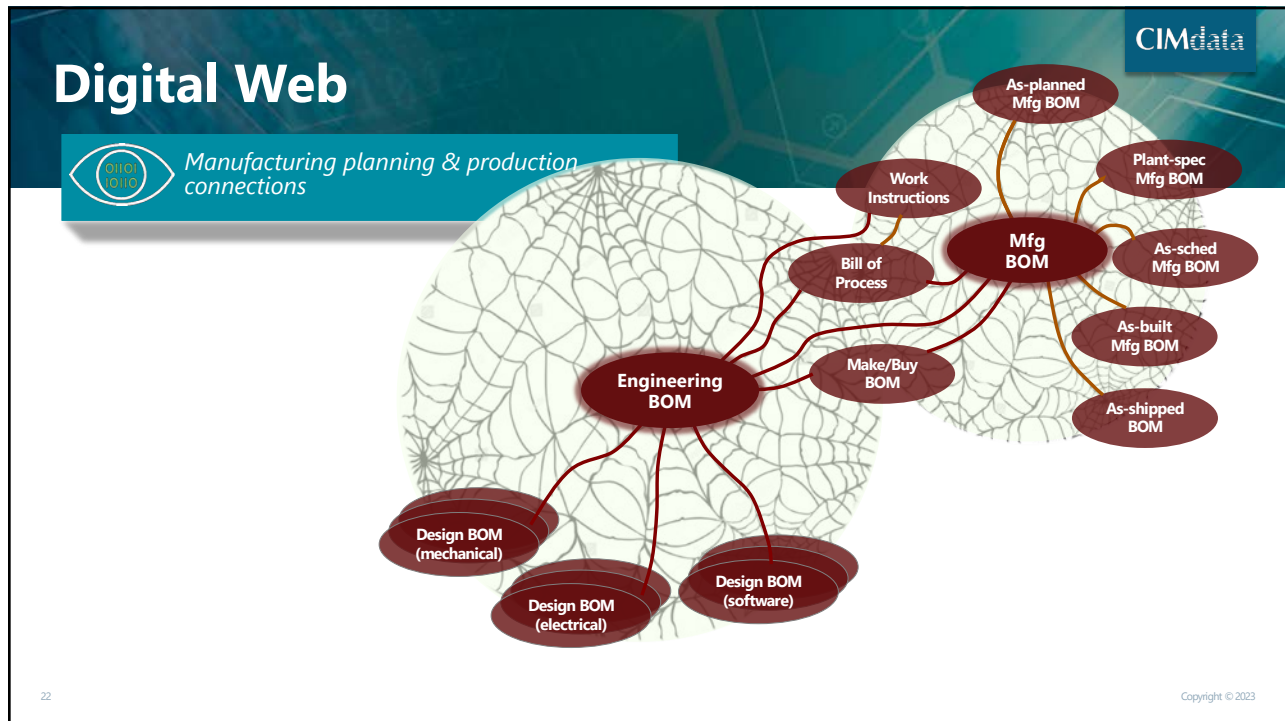 CIMdata
Digital Web
01101
10110
Manufacturing planning & production
connections
As-planned
Mfg BOM
Plant-spec
Mfg BOM
Work
Instructions
Mfg
BOM
As-sched
Mfg BOM
Bill of
Process
As-built
Mfg BOM
Make/Buy
BOM
Engineering
BOM
As-shipped
BOM
Design BOM
(mechanical)
Design BOM
(electrical)
Design BOM
(software)
22
Copyright © 2023